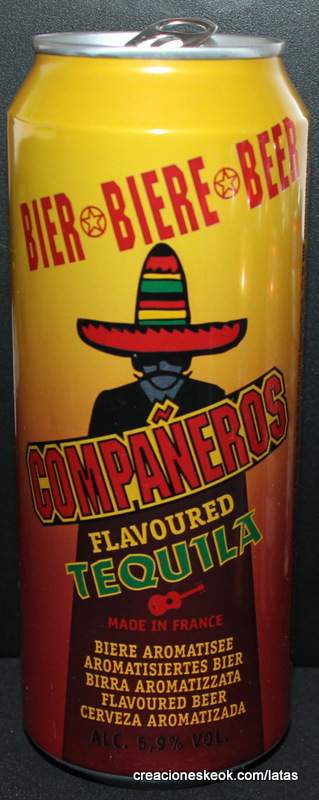 BIER BIERE BEER
COMPAÑEROS
FLAVOURED
TEQUILA
MADE IN FRANCE
BIERE AROMATISEE
AROMATISIERTES BIER
BIRRA AROMATIZZATA
FLAVOURED BEER
CERVEZA AROMATIZADA
ALC. 5,9% VOL.
creacioneskeok.com/latas